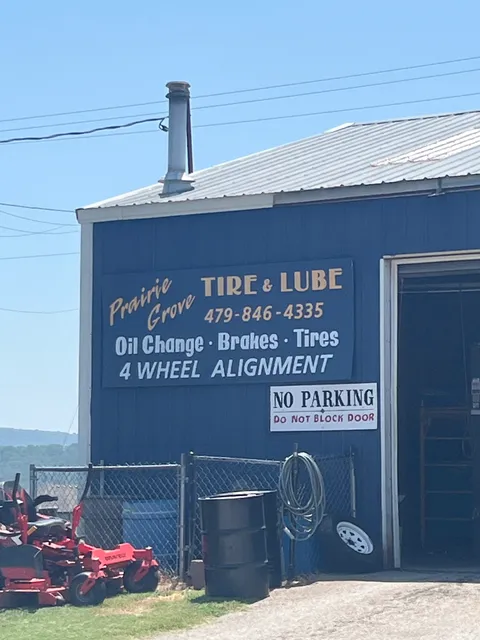 Prairie Grove TIRE & LUBE
479-846-4335
Oil Change · Brakes · Tires
4 WHEEL ALIGNMENT
NO PARKING
DO NOT BLOCK DOOR